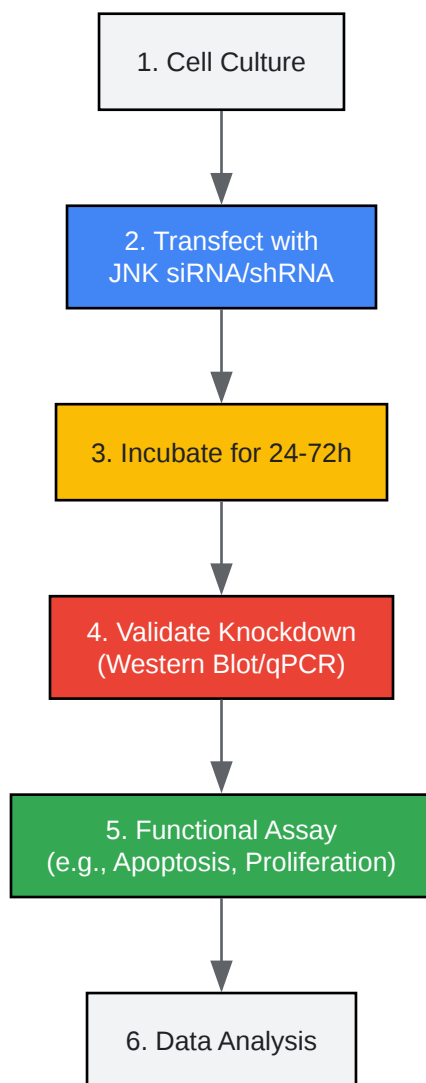 1. Cell Culture
2. Transfect with
JNK siRNA/shRNA
3. Incubate for 24-72h
4. Validate Knockdown
(Western Blot/qPCR)
5. Functional Assay
(e.g., Apoptosis, Proliferation)
6. Data Analysis